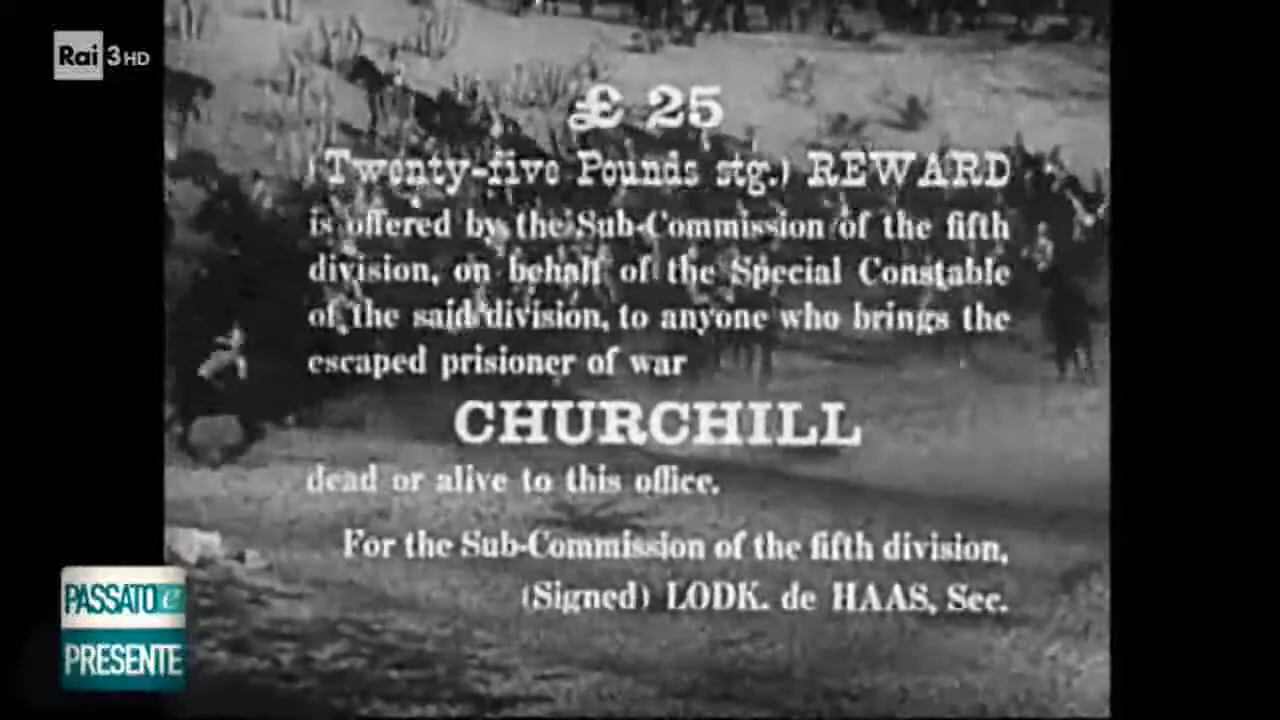 Rai 3HD
£ 25
(Twenty-five Pounds stg.) REWARD
is offered by the Sub-Commission of the fifth
division, on behalf of the Special Constable
of the said division, to anyone who brings the
escaped prisioner of war
CHURCHILL
dead or alive to this office.
For the Sub-Commission of the fifth division,
(Signed) LODK. de HAAS, Sec.
PASSATO e
PRESENTE